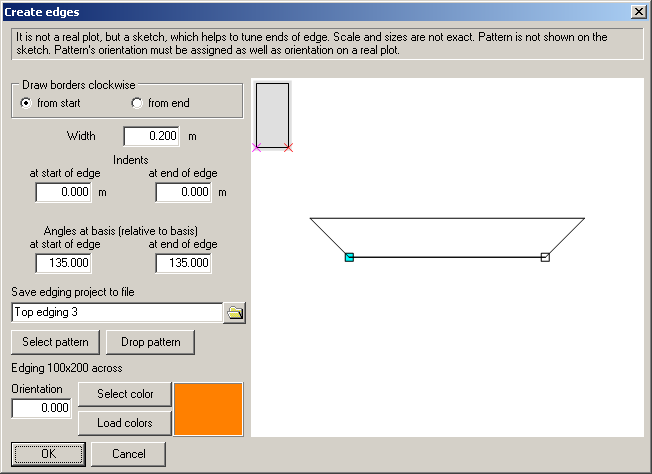 Create edges
It is not a real plot, but a sketch, which helps to tune ends of edge. Scale and sizes are not exact. Pattern is not shown on the
sketch. Pattern's orientation must be assigned as well as orientation on a real plot.
Draw borders clockwise
from start from end
Width 0.200 m
Indents
at start of edge at end of edge
0.000 m 0.000 m
Angles at basis (relative to basis)
at start of edge at end of edge
135.000 135.000
Save edging project to file
Top edging 3
Select pattern Drop pattern
Edging 100x200 across
Orientation
0.000
Select color
Load colors
OK Cancel